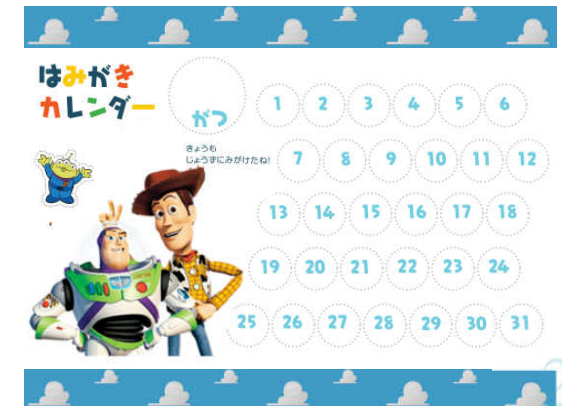 はみがき
カレンダー
がつ
きょうも
じょうずにみがけたね!
1 2 3 4 5 6
7 8 9 10 11 12
13 14 15 16 17 18
19 20 21 22 23 24
25 26 27 28 29 30 31